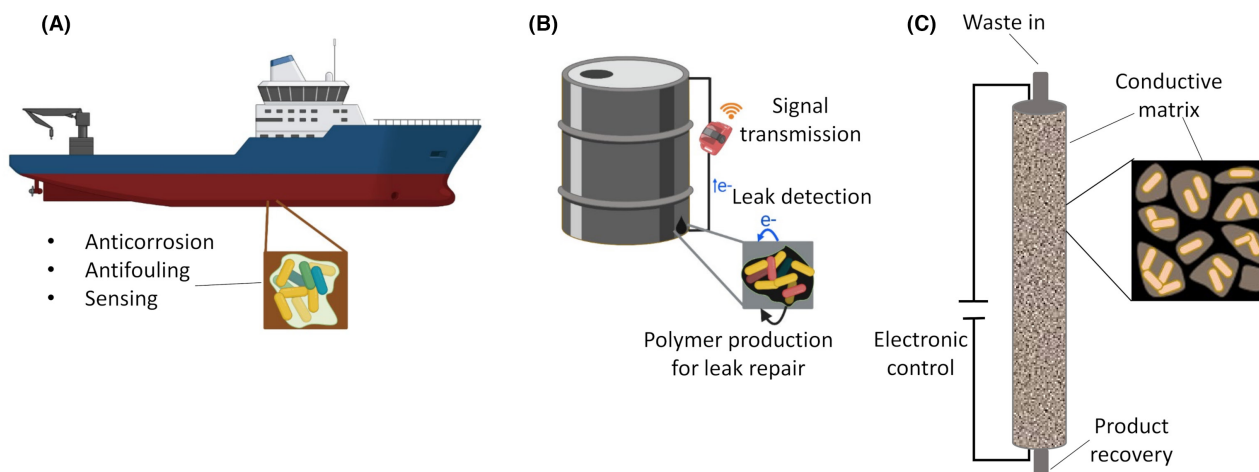 (A)
• Anticorrosion
• Antifouling
• Sensing
(B)
Signal
transmission
↑e-
Leak detection
e-
Polymer production
for leak repair
(C)
Waste in
Conductive
matrix
Electronic
control
Product
recovery